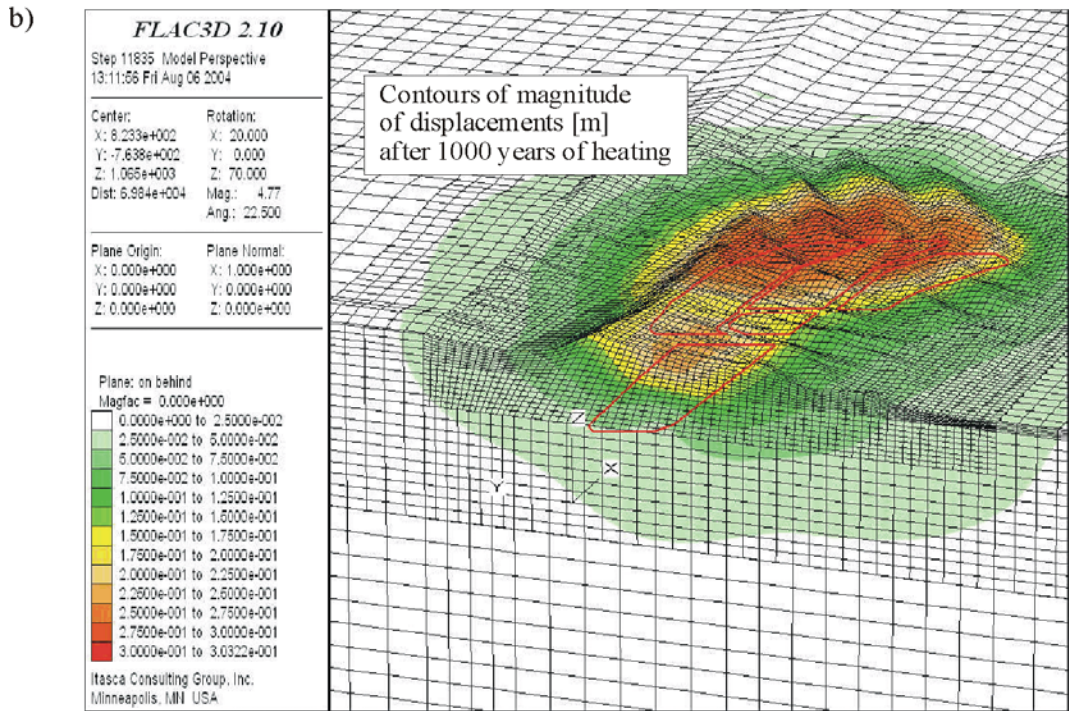 b)
FLAC3D 2.10
Step 11835 Model Perspective
13:11:56 Fri Aug 06 2004
Center: Rotation:
X: 8.233e+002 X: 20.000
Y: -7.638e+002 Y: 0.000
Z: 1.065e+003 Z: 70.000
Dist: 6.984e+004 Mag.: 4.77
Ang.: 22.500
Plane Origin: Plane Normal:
X: 0.000e+000 X: 1.000e+000
Y: 0.000e+000 Y: 0.000e+000
Z: 0.000e+000 Z: 0.000e+000
Plane: on behind
Magfac = 0.000e+000
0.0000e+000 to 2.5000e-002
2.5000e-002 to 5.0000e-002
5.0000e-002 to 7.5000e-002
7.5000e-002 to 1.0000e-001
1.0000e-001 to 1.2500e-001
1.2500e-001 to 1.5000e-001
1.5000e-001 to 1.7500e-001
1.7500e-001 to 2.0000e-001
2.0000e-001 to 2.2500e-001
2.2500e-001 to 2.5000e-001
2.5000e-001 to 2.7500e-001
2.7500e-001 to 3.0000e-001
3.0000e-001 to 3.0322e-001
Itasca Consulting Group, Inc.
Minneapolis, MN USA
Contours of magnitude
of displacements [m]
after 1000 years of heating
Z
X
Y